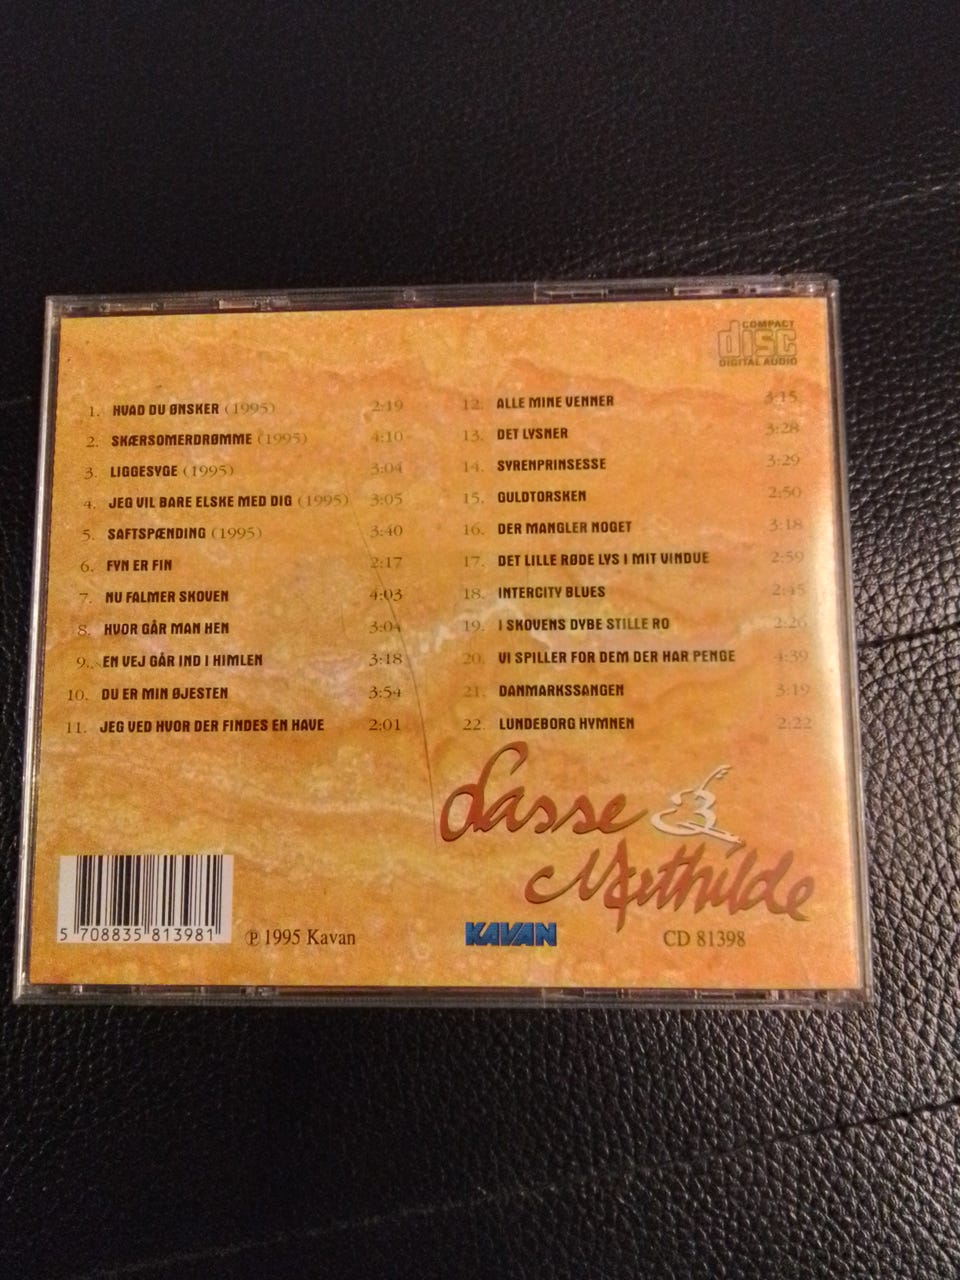 COMPACT
disc
DIGITAL AUDIO
1. HVAD DU ØNSKER (1995) 2:19
2. SKÆRSOMERDRØMME (1995) 4:10
3. LIGGESYGE (1995) 3:04
4. JEG VIL BARE ELSKE MED DIG (1995) 3:05
5. SAFTSPÆNDING (1995) 3:40
6. FYN ER FIN 2:17
7. NU FALMER SKOVEN 4:03
8. HVOR GÅR MAN HEN 3:04
9. EN VEJ GÅR IND I HIMLEN 3:18
10. DU ER MIN ØJESTEN 3:54
11. JEG VED HVOR DER FINDES EN HAVE 2:01
12. ALLE MINE VENNER 3:15
13. DET LYSNER 3:28
14. SYRENPRINSESSE 3:29
15. GULDTORSKEN 2:50
16. DER MANGLER NOGET 3:18
17. DET LILLE RØDE LYS I MIT VINDUE 2:59
18. INTERCITY BLUES 2:45
19. I SKOVENS DYBE STILLE RO 2:26
20. VI SPILLER FOR DEM DER HAR PENGE 4:39
21. DANMARKSSANGEN 3:19
22. LUNDEBORG HYMNEN 2:22
Lasse &
Mathilde
5 708835 813981
℗ 1995 Kavan
KAVAN
CD 81398